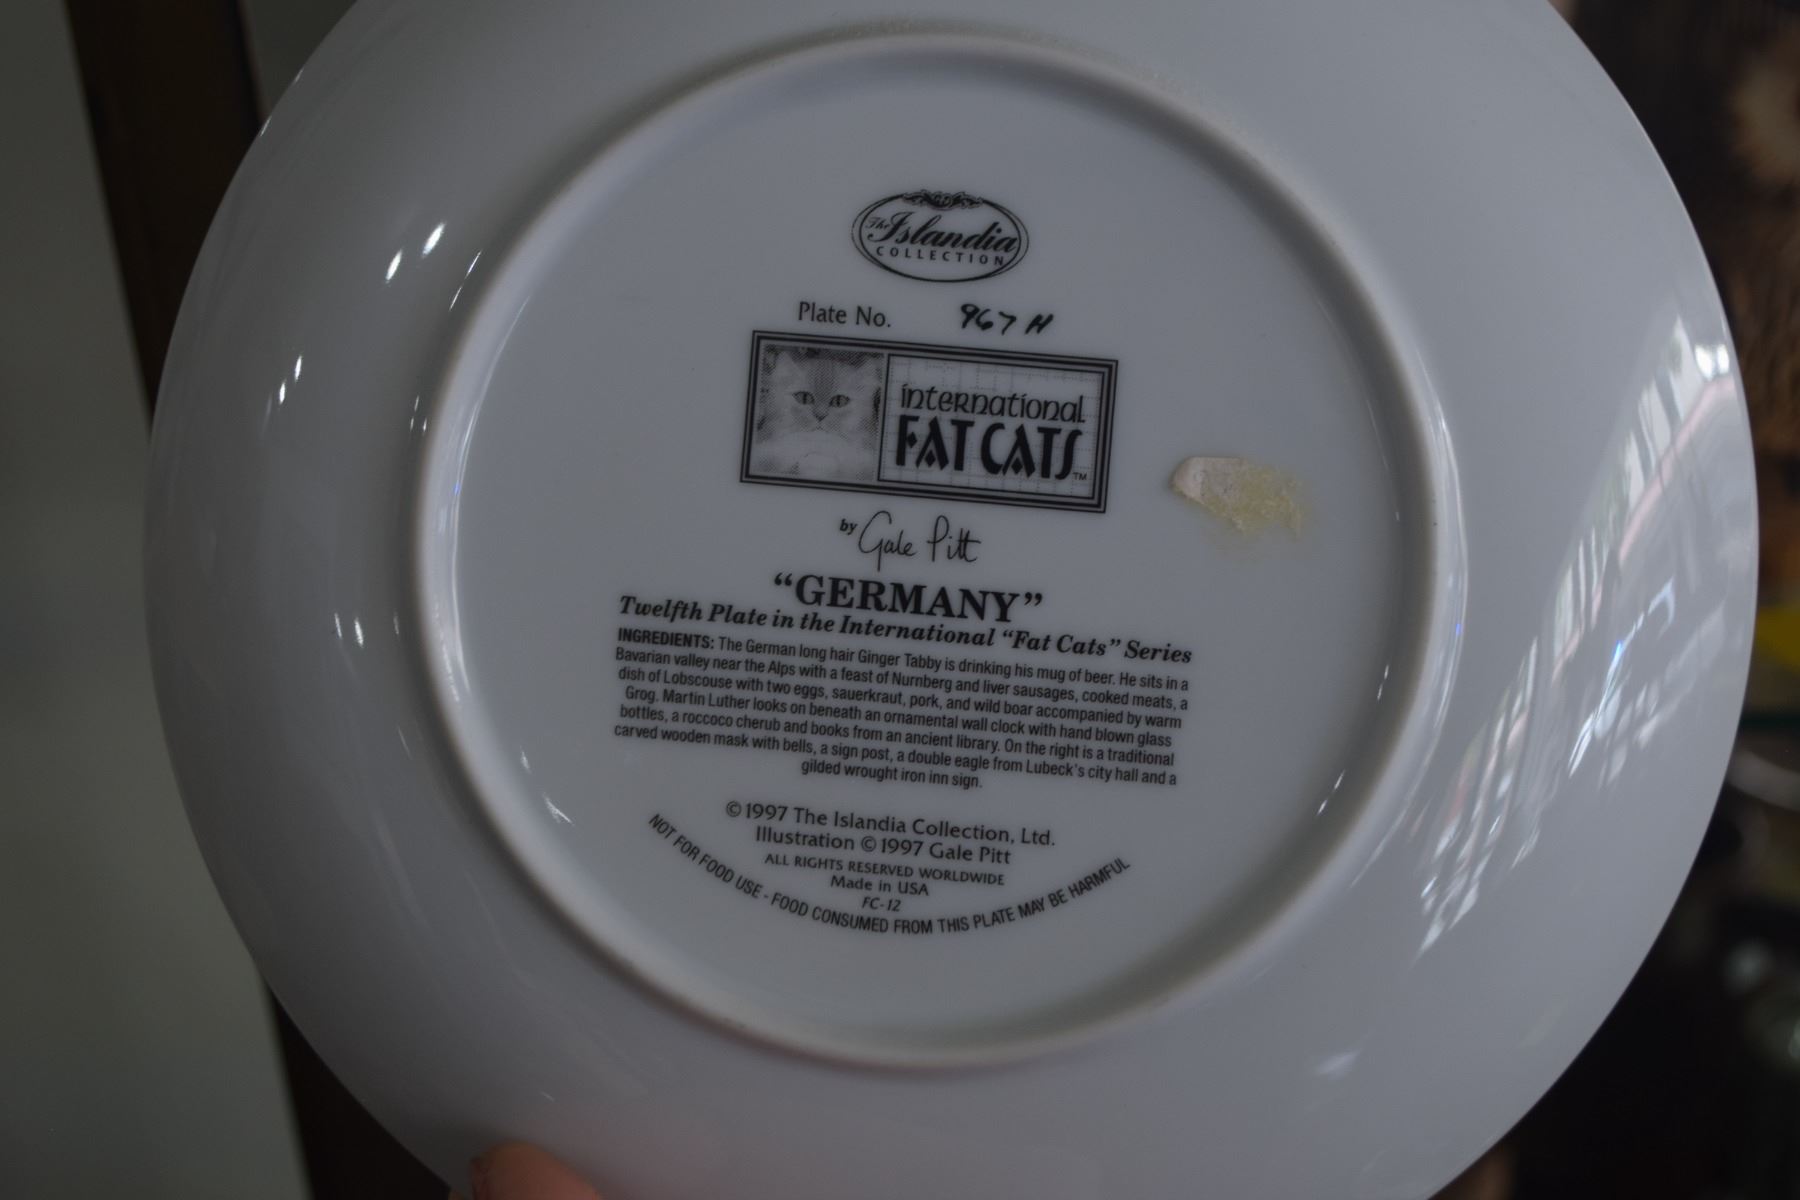 The Islandia
COLLECTION
Plate No. 967 H
international
FAT CATS™
by Gale Pitt
“GERMANY”
Twelfth Plate in the International “Fat Cats” Series
INGREDIENTS: The German long hair Ginger Tabby is drinking his mug of beer. He sits in a
Bavarian valley near the Alps with a feast of Nurnberg and liver sausages, cooked meats, a
dish of Lobscouse with two eggs, sauerkraut, pork, and wild boar accompanied by warm
Grog. Martin Luther looks on beneath an ornamental wall clock with hand blown glass
bottles, a roccoco cherub and books from an ancient library. On the right is a traditional
carved wooden mask with bells, a sign post, a double eagle from Lubeck's city hall and a
gilded wrought iron inn sign.
©1997 The Islandia Collection, Ltd.
Illustration ©1997 Gale Pitt
ALL RIGHTS RESERVED WORLDWIDE
Made in USA
FC-12
NOT FOR FOOD USE - FOOD CONSUMED FROM THIS PLATE MAY BE HARMFUL